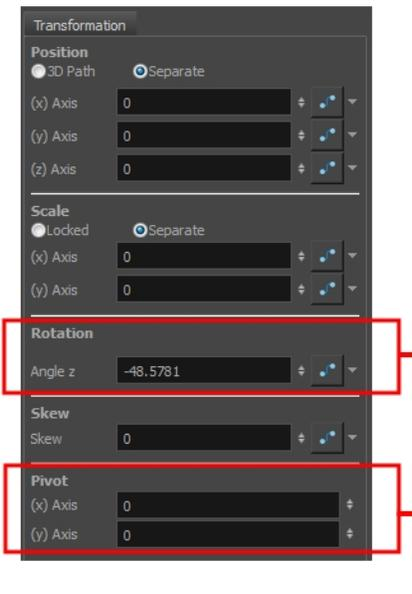 Transformation
Position
3D Path Separate
(x) Axis 0
(y) Axis 0
(z) Axis 0
Scale
Locked Separate
(x) Axis 0
(y) Axis 0
Rotation
Angle z -48.5781
Skew
Skew 0
Pivot
(x) Axis 0
(y) Axis 0